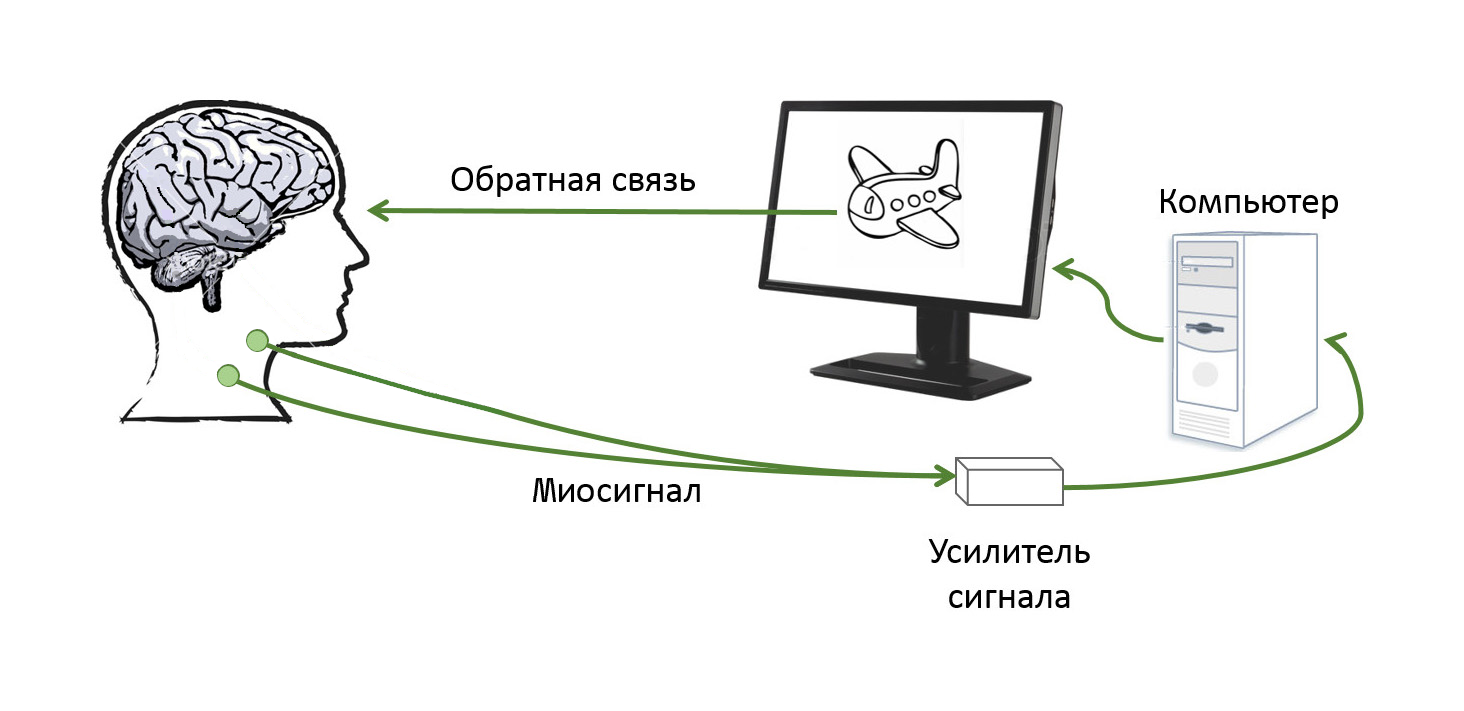 Обратная связь
Компьютер
Миосигнал
Усилитель
сигнала